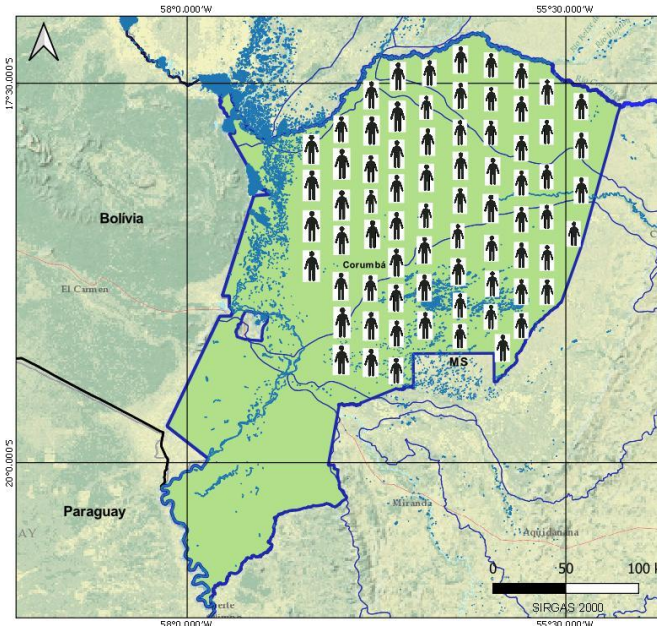 58°0.000'W 55°30.000'W
17°30.000'S
Bolívia
Corumbá
El Carmen
MS
20°0.000'S
Paraguay
Miranda
Aquidauana
0 50 100 k
SIRGAS 2000
58°0.000'W 55°30.000'W